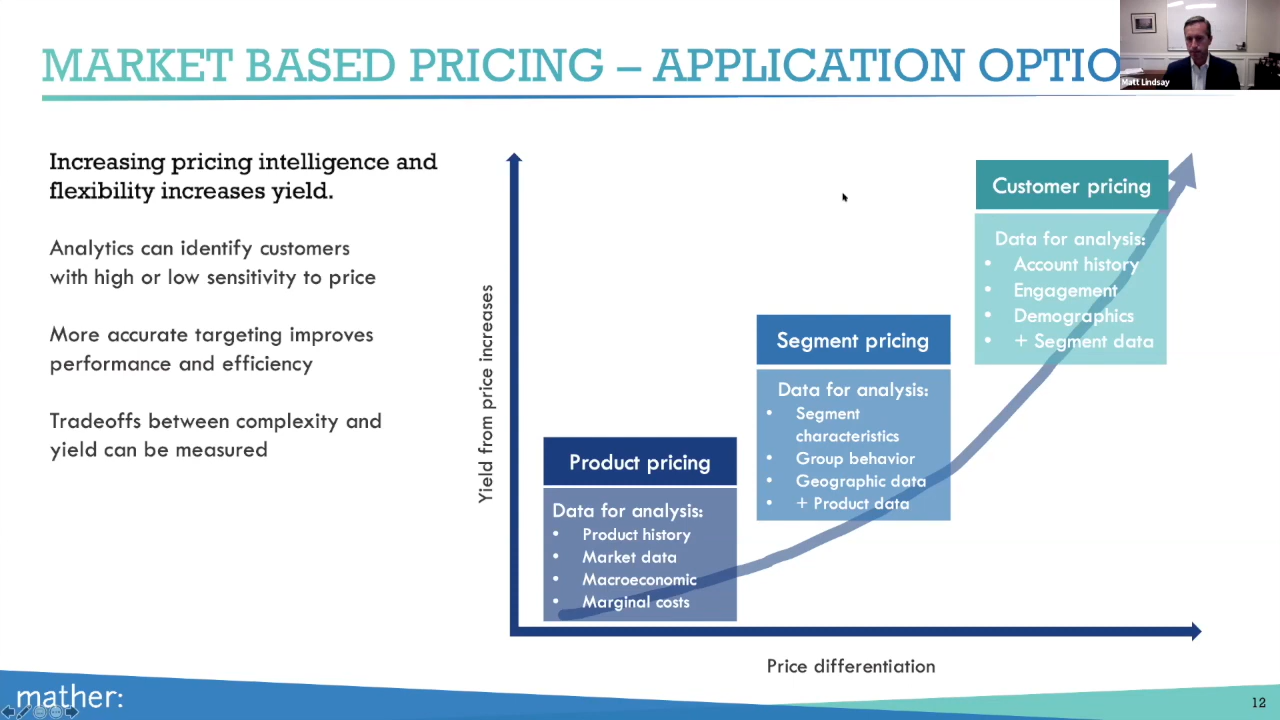 MARKET BASED PRICING – APPLICATION OPTIO
Matt Lindsay
Increasing pricing intelligence and
flexibility increases yield.
Analytics can identify customers
with high or low sensitivity to price
More accurate targeting improves
performance and efficiency
Tradeoffs between complexity and
yield can be measured
Yield from price increases
Product pricing
Data for analysis:
• Product history
• Market data
• Macroeconomic
• Marginal costs
Segment pricing
Data for analysis:
• Segment
characteristics
• Group behavior
• Geographic data
• + Product data
Customer pricing
Data for analysis:
• Account history
• Engagement
• Demographics
• + Segment data
Price differentiation
mather:
12